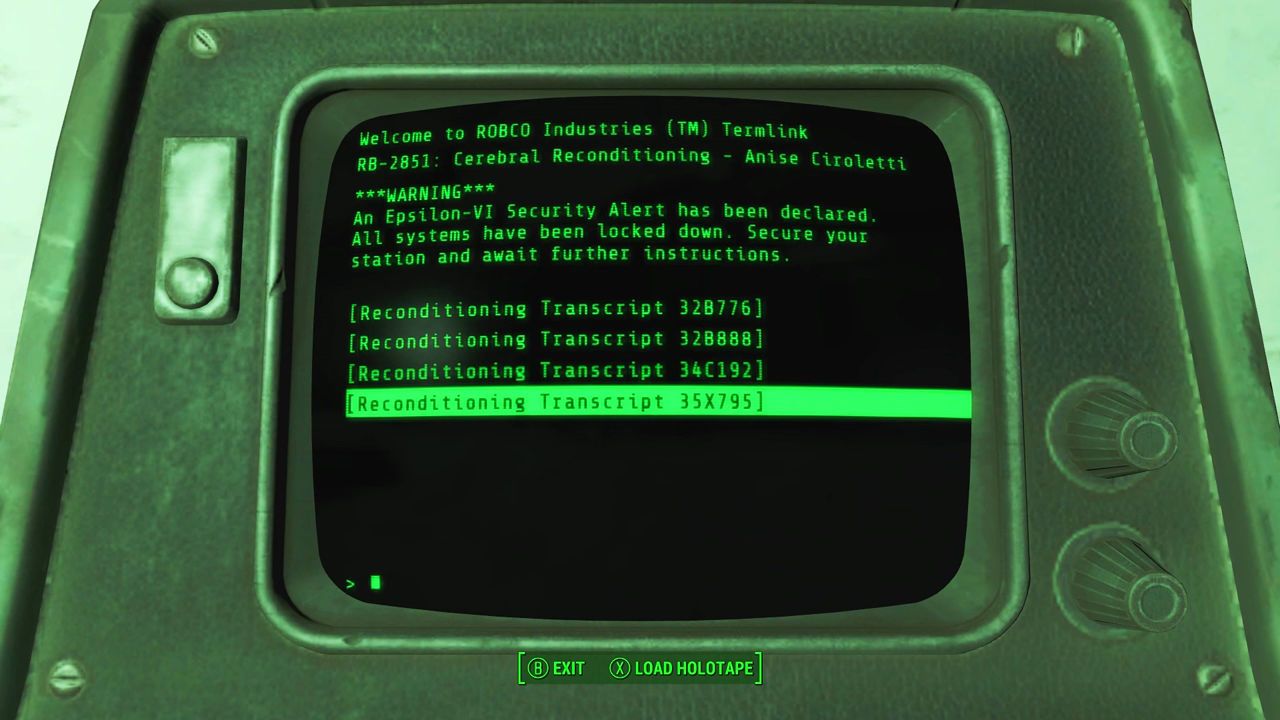 Welcome to ROBCO Industries (TM) Termlink
RB-2851: Cerebral Reconditioning - Anise Ciroletti
***WARNING***
An Epsilon-VI Security Alert has been declared.
All systems have been locked down. Secure your
station and await further instructions.
[Reconditioning Transcript 32B776]
[Reconditioning Transcript 32B888]
[Reconditioning Transcript 34C192]
[Reconditioning Transcript 35X795]
>
[Ⓑ EXIT Ⓧ LOAD HOLOTAPE]